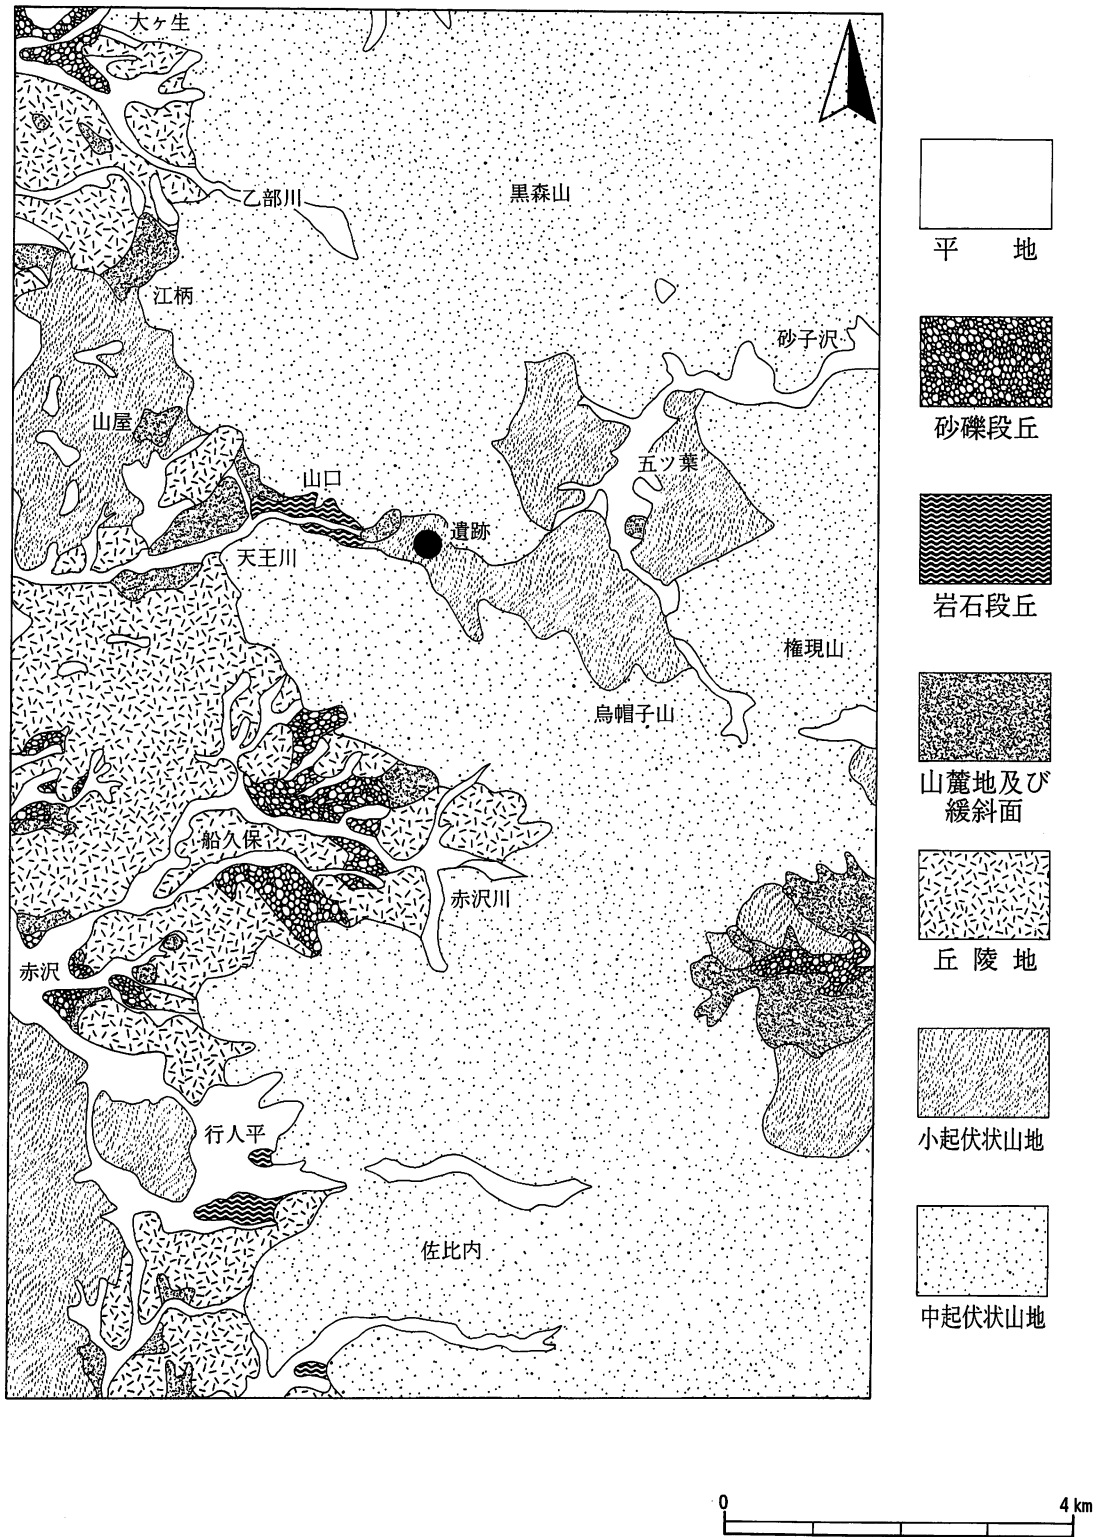 大ヶ生
乙部川
黒森山
江柄
砂子沢
山屋
五ツ葉
山口
遺跡
天王川
権現山
烏帽子山
船久保
赤沢川
赤沢
行人平
佐比内
平地
砂礫段丘
岩石段丘
山麓地及び
緩斜面
丘陵地
小起伏状山地
中起伏状山地
0 4km